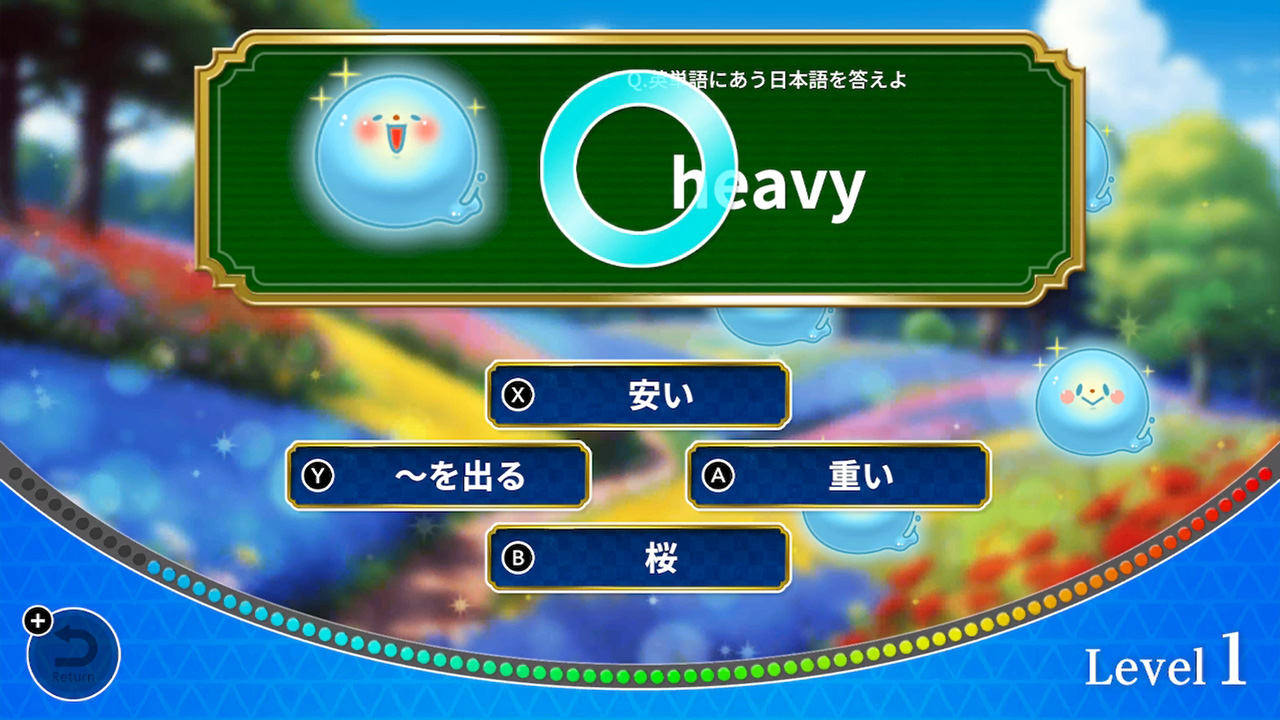 Q.英単語にあう日本語を答えよ
heavy
X 安い
Y ～を出る
A 重い
B 桜
+
Return
Level 1